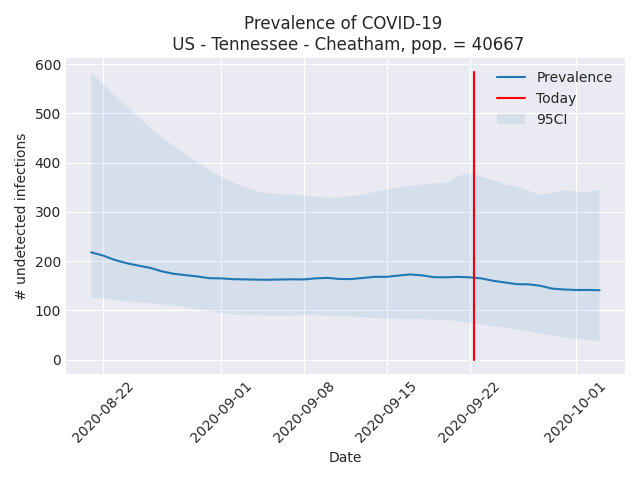 Prevalence of COVID-19
US - Tennessee - Cheatham, pop. = 40667
# undetected infections
600
500
400
300
200
100
0
Prevalence
Today
95CI
2020-08-22
2020-09-01
2020-09-08
2020-09-15
2020-09-22
2020-10-01
Date